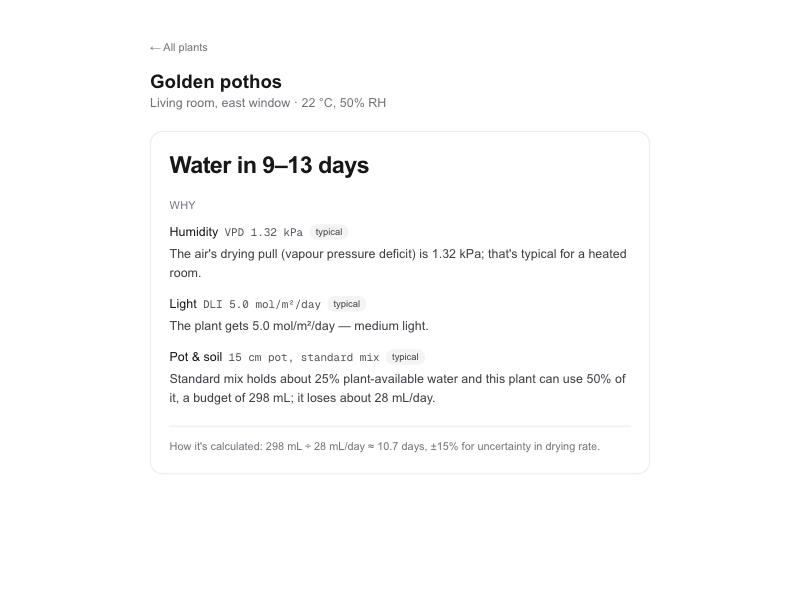 ← All plants
Golden pothos
Living room, east window · 22 °C, 50% RH
Water in 9–13 days
WHY
Humidity VPD 1.32 kPa typical
The air's drying pull (vapour pressure deficit) is 1.32 kPa; that's typical for a heated
room.
Light DLI 5.0 mol/m²/day typical
The plant gets 5.0 mol/m²/day — medium light.
Pot & soil 15 cm pot, standard mix typical
Standard mix holds about 25% plant-available water and this plant can use 50% of
it, a budget of 298 mL; it loses about 28 mL/day.
How it's calculated: 298 mL ÷ 28 mL/day ≈ 10.7 days, ±15% for uncertainty in drying rate.